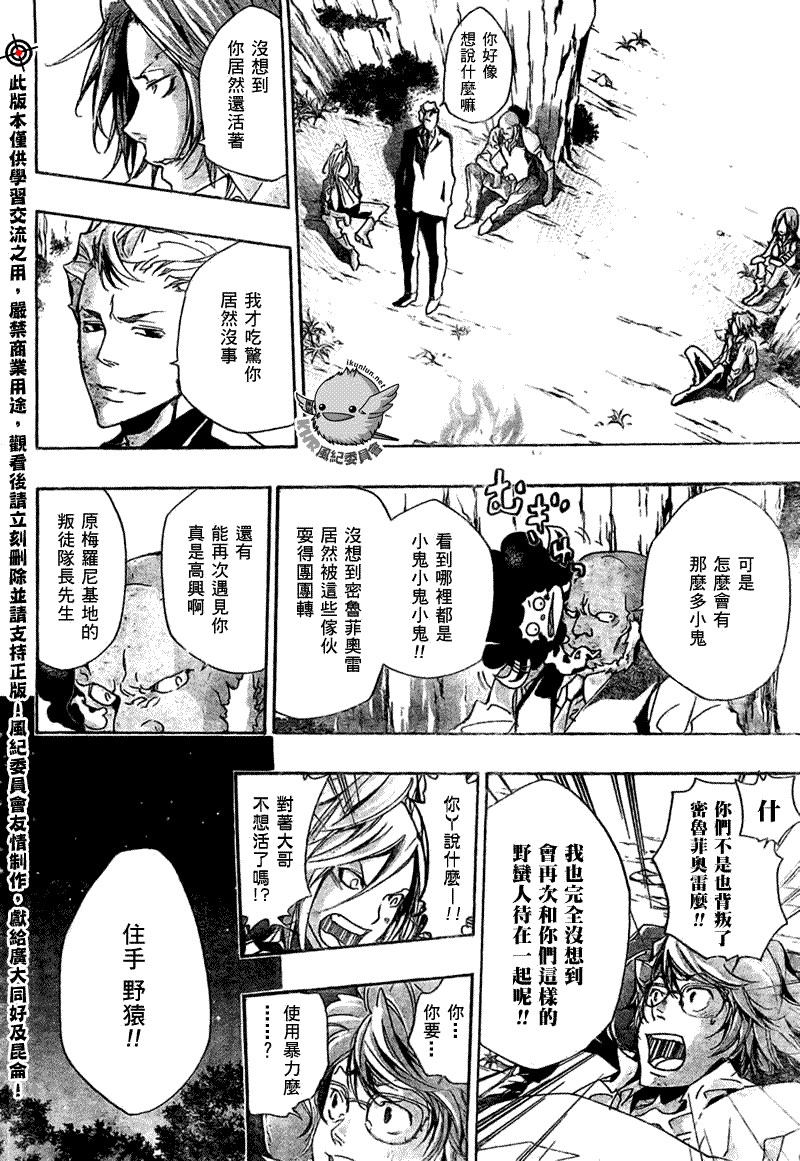 你好像
想說什麼嘛
沒想到
你居然還活著
我才吃驚你
居然沒事
ikunlun.net
KHR風紀委員會
むぎゅっ
可是
怎麼會有
那麼多小鬼
看到哪裡都是
小鬼小鬼小鬼!!
沒想到密魯菲奧雷
居然被這些傢伙
耍得團團轉
還有
能再次遇見你
真是高興啊
原梅羅尼基地的
叛徒隊長先生
什
你們不是也背叛了
密魯菲奧雷麼!!
我也完全沒想到
會再次和你們這樣的
野蠻人待在一起呢!!
你ㄚ說什麼—!!
對著大哥
不想活了嗎!?
你…
你要…
使用暴力麼
……?
住手 野猿!!
此版本僅供學習交流之用，嚴禁商業用途，觀看後請立刻刪除並請支持正版！風紀委員會友情制作，獻給廣大同好及昆侖！